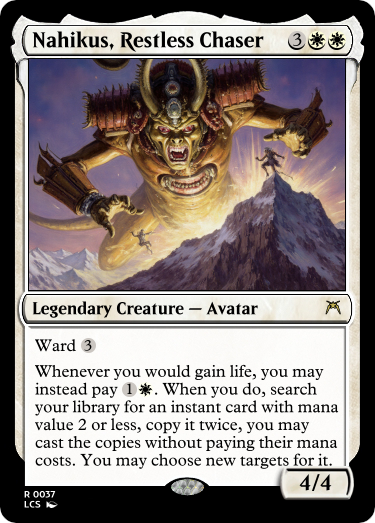 Nahikus, Restless Chaser 3
Legendary Creature — Avatar
Ward 3
Whenever you would gain life, you may
instead pay 1. When you do, search
your library for an instant card with mana
value 2 or less, copy it twice, you may
cast the copies without paying their mana
costs. You may choose new targets for it.
4/4
R 0037
LCS